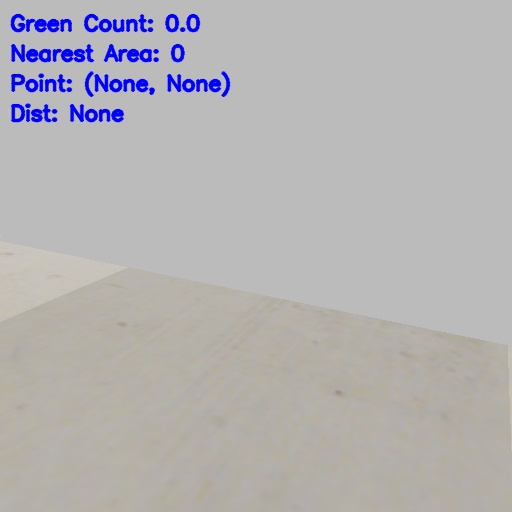 Green Count: 0.0
Nearest Area: 0
Point: (None, None)
Dist: None